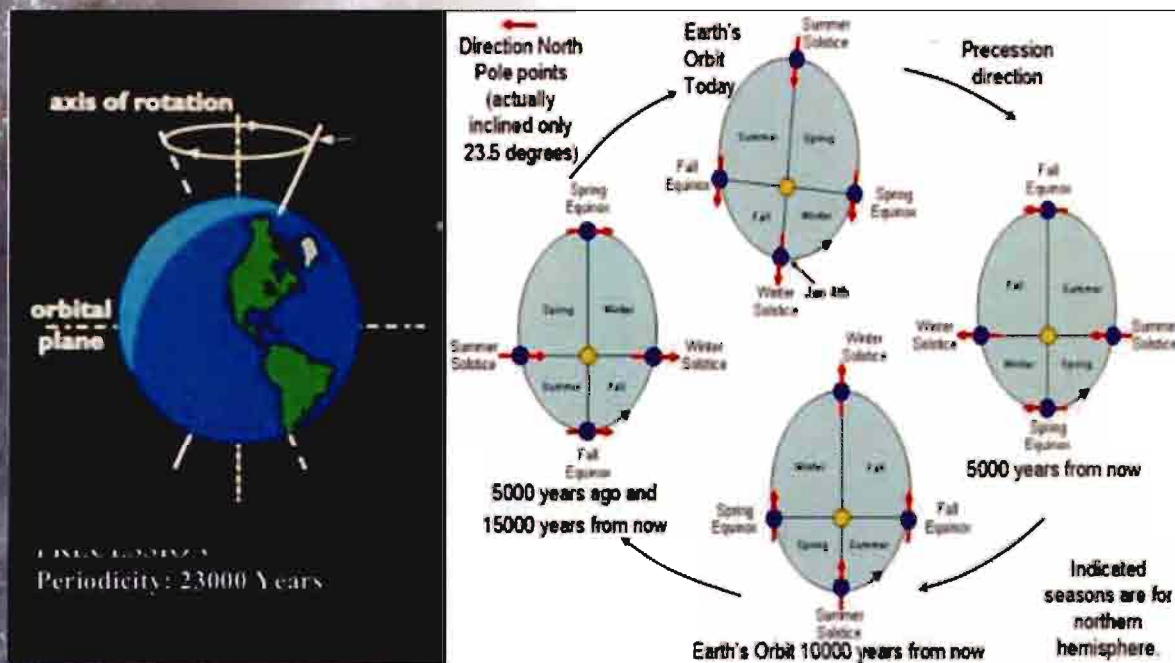 axis of rotation
orbital
plane
Periodicity: 23000 Years
Direction North
Pole points
(actually
inclined only
23.5 degrees)
Earth's
Orbit
Today
Summer
Solstice
Precession
direction
Summer
Spring
Fall
Equinox
Spring
Equinox
Fall
Winter
Winter
Solstice
Jan 4th
Spring
Equinox
Spring
Winter
Summer
Solstice
Winter
Solstice
Summer
Fall
Fall
Equinox
5000 years ago and
15000 years from now
Fall
Equinox
Fall
Summer
Winter
Solstice
Summer
Solstice
Winter
Spring
Spring
Equinox
5000 years from now
Winter
Solstice
Winter
Fall
Spring
Equinox
Fall
Equinox
Spring
Summer
Summer
Solstice
Earth's Orbit 10000 years from now
Indicated
seasons are for
northern
hemisphere.